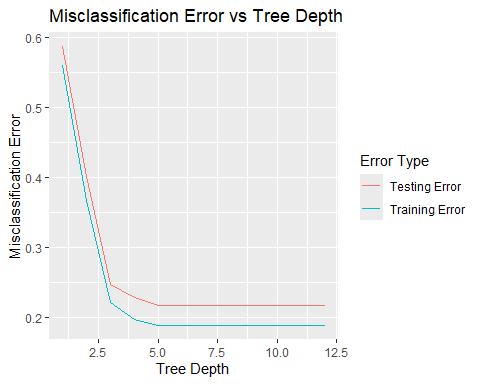 Misclassification Error vs Tree Depth
Misclassification Error
0.6
0.5
0.4
0.3
0.2
2.5
5.0
7.5
10.0
12.5
Tree Depth
Error Type
Testing Error
Training Error